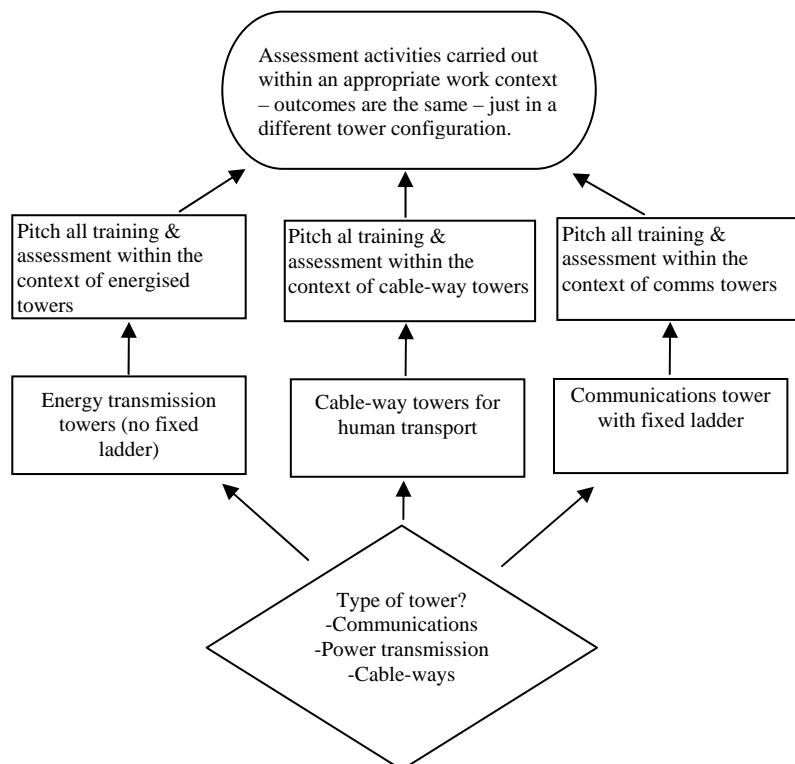 Assessment activities carried out
within an appropriate work context
– outcomes are the same – just in a
different tower configuration.
Pitch all training &
assessment within the
context of energised
towers
Pitch al training &
assessment within the
context of cable-way towers
Pitch all training &
assessment within the
context of comms towers
Energy transmission
towers (no fixed
ladder)
Cable-way towers for
human transport
Communications tower
with fixed ladder
Type of tower?
-Communications
-Power transmission
-Cable-ways